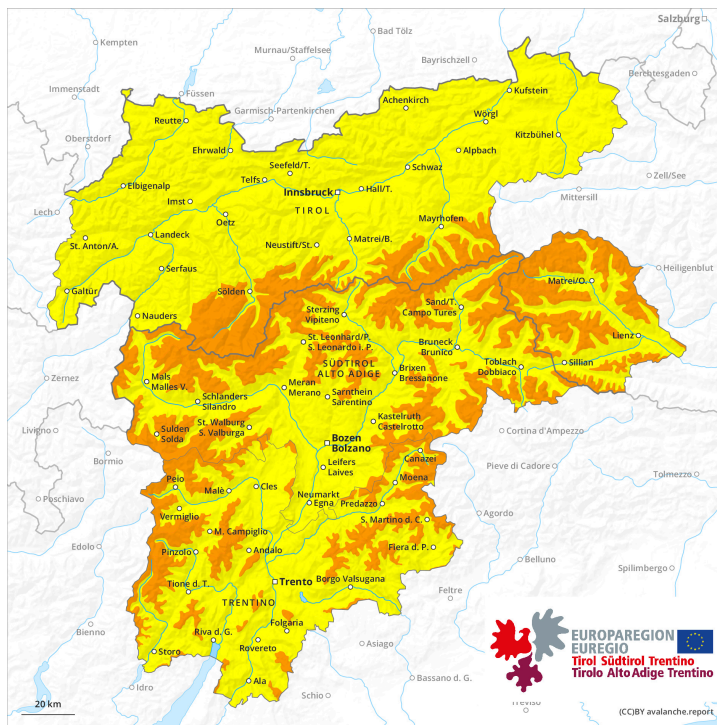 Salzburg
Kempten
Bad Tölz
Murnau/Staffelsee
Bayrischzell
Berchtesgaden
Immenstadt
Füssen
Garmisch-Partenkirchen
Achenkirch
Kufstein
Reutte
Wörgl
Oberstdorf
Ehrwald
Kitzbühel
Alpbach
Seefeld/T.
Schwaz
Zell/See
Telfs
Elbigenalp
Innsbruck
Hall/T.
Mittersill
Imst
TIROL
Lech
Oetz
Mayrhofen
St. Anton/A.
Landeck
Neustift/St.
Matrei/B.
Heiligenblut
Serfaus
Matrei/O.
Galtür
Sölden
Sterzing
Vipiteno
Sand/T.
Campo Tures
Nauders
Lienz
St. Leonhard/P.
S. Leonardo i. P.
Bruneck
Brunico
SÜDTIROL
ALTO ADIGE
Toblach
Dobbiaco
Sillian
Zernez
Mals
Malles V.
Meran
Merano
Brixen
Bressanone
Schlanders
Silandro
Sarnthein
Sarentino
Livigno
St. Walburg
S. Valburga
Kastelruth
Castelrotto
Sulden
Solda
Cortina d'Ampezzo
Bozen
Bolzano
Bormio
Canazei
Pieve di Cadore
Leifers
Laives
Tolmezzo
Peio
Malè
Cles
Moena
Poschiavo
Neumarkt
Egna
Predazzo
Vermiglio
Agordo
S. Martino d. C.
M. Campiglio
Edolo
Pinzolo
Andalo
Fiera d. P.
Belluno
Spilimbergo
Trento
Tione d. T.
Borgo Valsugana
Feltre
TRENTINO
Folgaria
Bienno
Riva d. G.
Rovereto
Asiago
Storo
Ala
Bassano d. G.
Idro
Schio
Treviso
EUROPAREGION
EUREGIO
Tirol Südtirol Trentino
Tirolo Alto Adige Trentino
20 km
(CC)BY avalanche.report